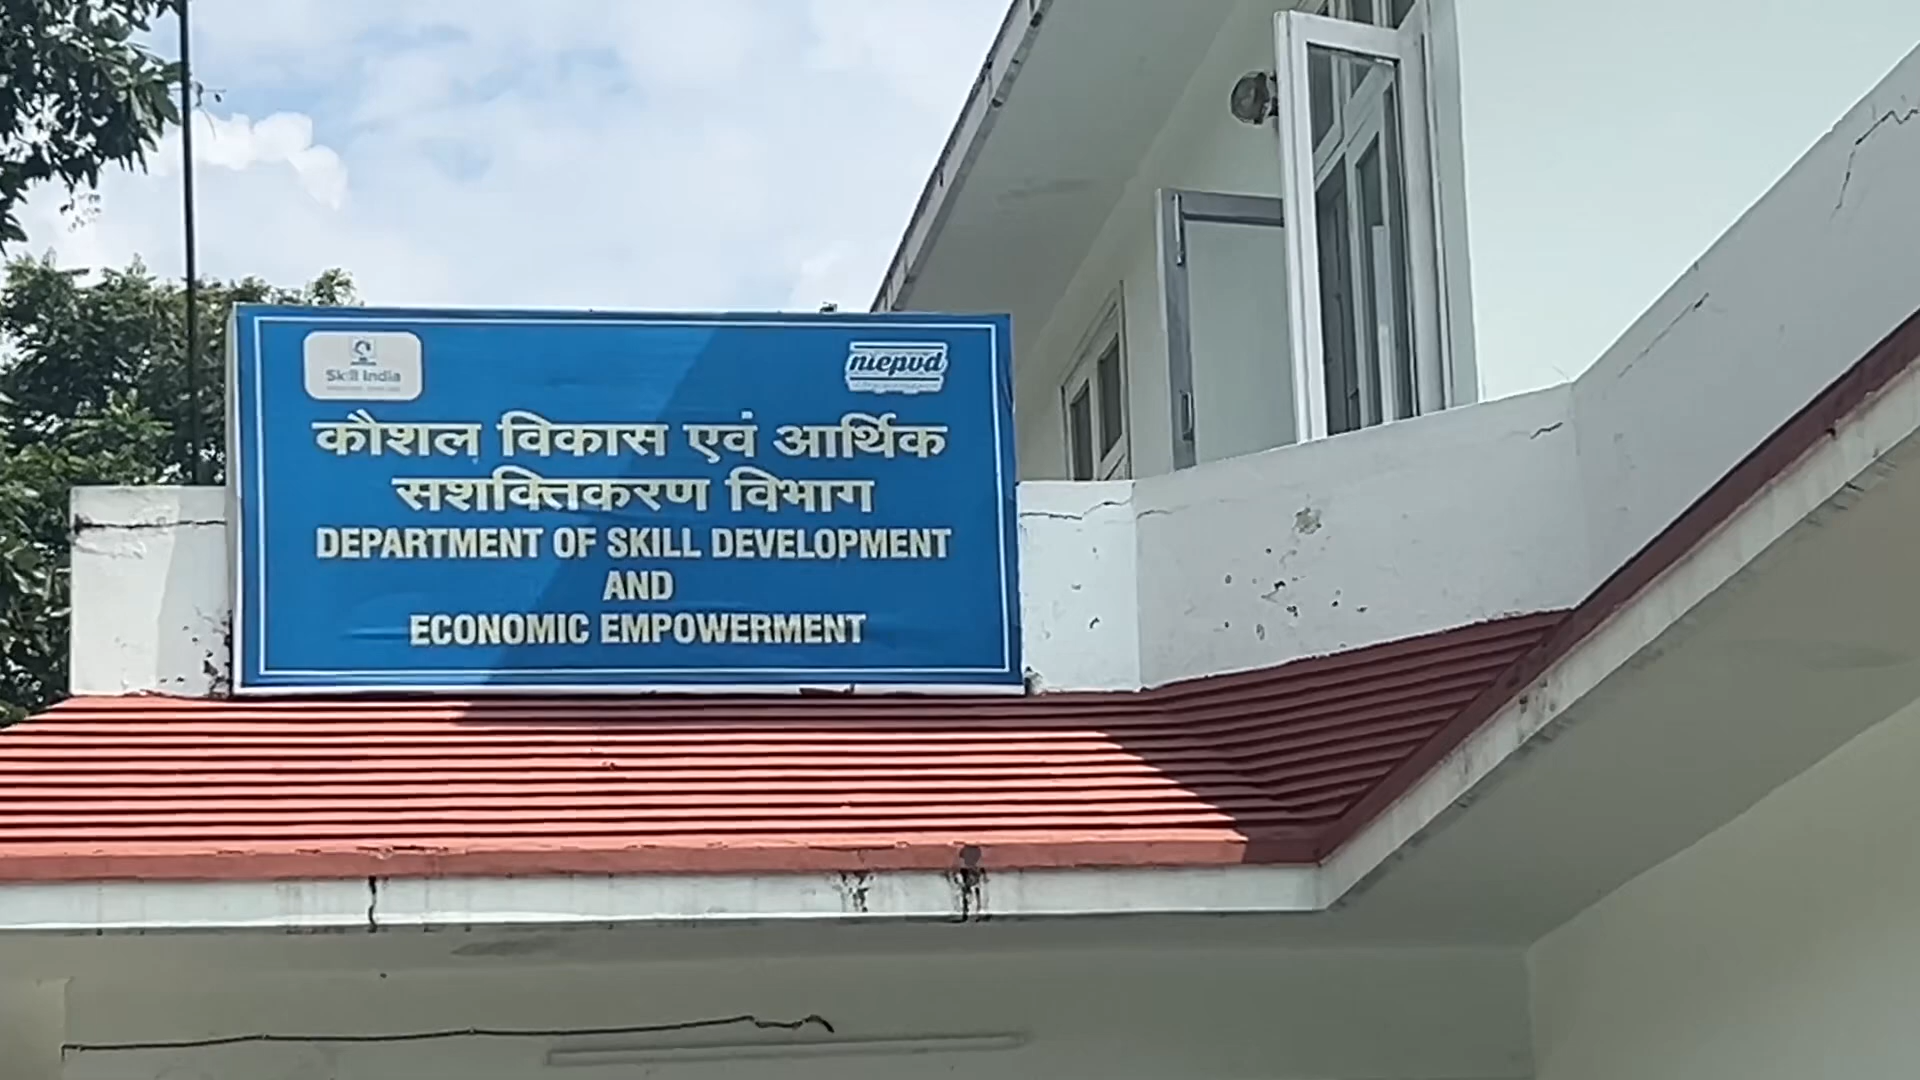 Skill India
niepvd
कौशल विकास एवं आर्थिक
सशक्तिकरण विभाग
DEPARTMENT OF SKILL DEVELOPMENT
AND
ECONOMIC EMPOWERMENT